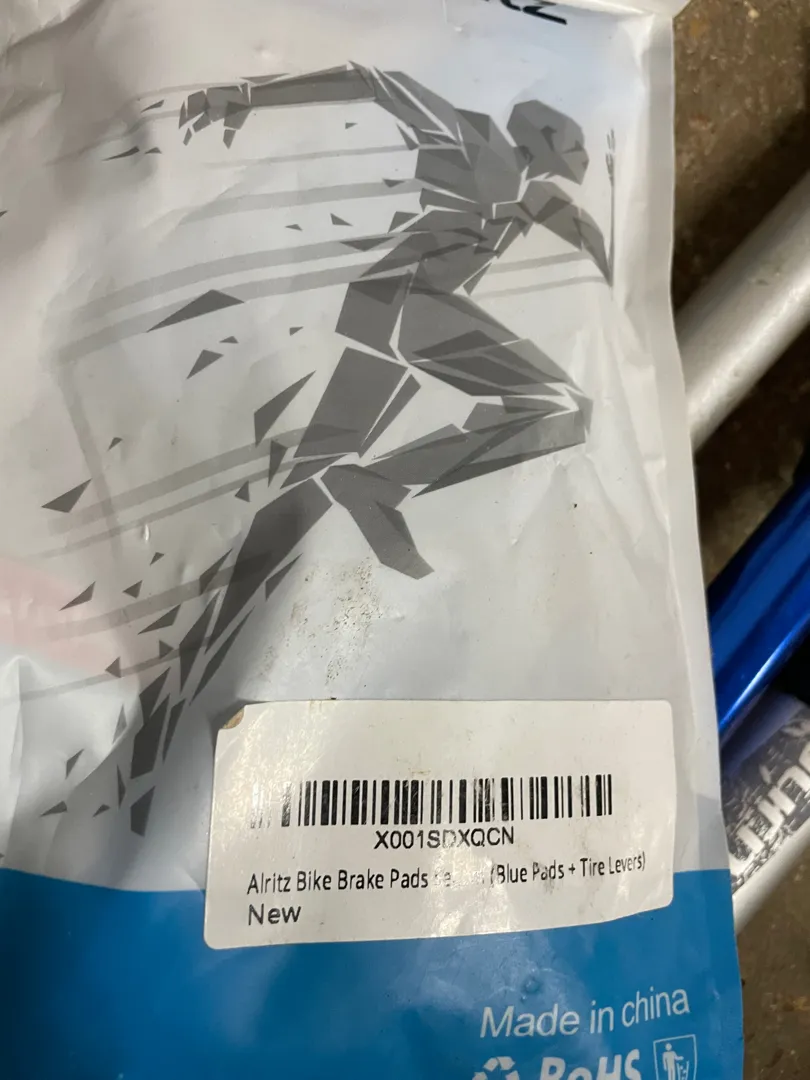 X001SDXQCN
Alritz Bike Brake Pads (Blue Pads + Tire Levers)
New
Made in china
RoHS